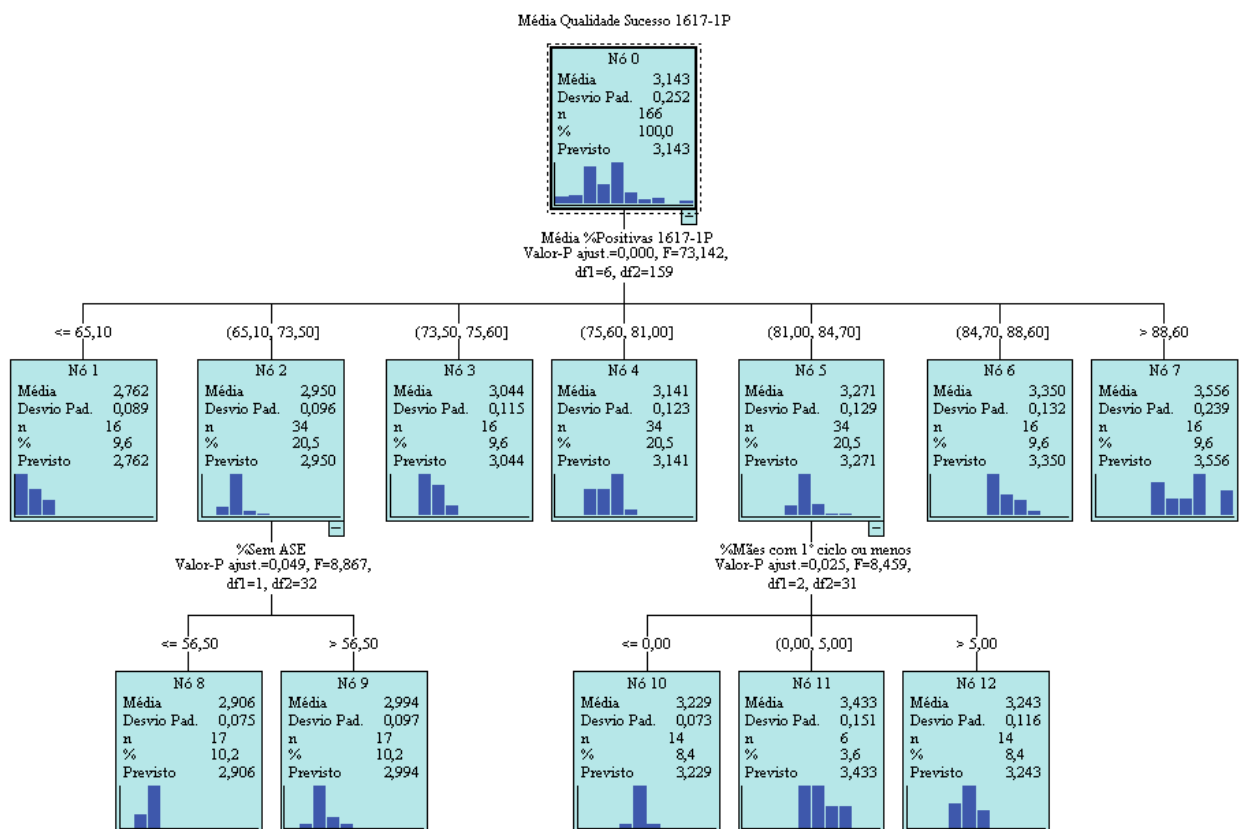 Média Qualidade Sucesso 1617-1P
Nó 0
Média 3,143
Desvio Pad. 0,252
n 166
% 100,0
Previsto 3,143
Média %Positivas 1617-1P
Valor-P ajust.=0,000, F=73,142,
df1=6, df2=159
<= 65,10
(65,10, 73,50]
(73,50, 75,60]
(75,60, 81,00]
(81,00, 84,70]
(84,70, 88,60]
> 88,60
Nó 1
Média 2,762
Desvio Pad. 0,089
n 16
% 9,6
Previsto 2,762
Nó 2
Média 2,950
Desvio Pad. 0,096
n 34
% 20,5
Previsto 2,950
Nó 3
Média 3,044
Desvio Pad. 0,115
n 16
% 9,6
Previsto 3,044
Nó 4
Média 3,141
Desvio Pad. 0,123
n 34
% 20,5
Previsto 3,141
Nó 5
Média 3,271
Desvio Pad. 0,129
n 34
% 20,5
Previsto 3,271
Nó 6
Média 3,350
Desvio Pad. 0,132
n 16
% 9,6
Previsto 3,350
Nó 7
Média 3,556
Desvio Pad. 0,239
n 16
% 9,6
Previsto 3,556
%Sem ASE
Valor-P ajust.=0,049, F=8,867,
df1=1, df2=32
%Mães com 1° ciclo ou menos
Valor-P ajust.=0,025, F=8,459,
df1=2, df2=31
<= 56,50
> 56,50
<= 0,00
(0,00, 5,00]
> 5,00
Nó 8
Média 2,906
Desvio Pad. 0,075
n 17
% 10,2
Previsto 2,906
Nó 9
Média 2,994
Desvio Pad. 0,097
n 17
% 10,2
Previsto 2,994
Nó 10
Média 3,229
Desvio Pad. 0,073
n 14
% 8,4
Previsto 3,229
Nó 11
Média 3,433
Desvio Pad. 0,151
n 6
% 3,6
Previsto 3,433
Nó 12
Média 3,243
Desvio Pad. 0,116
n 14
% 8,4
Previsto 3,243